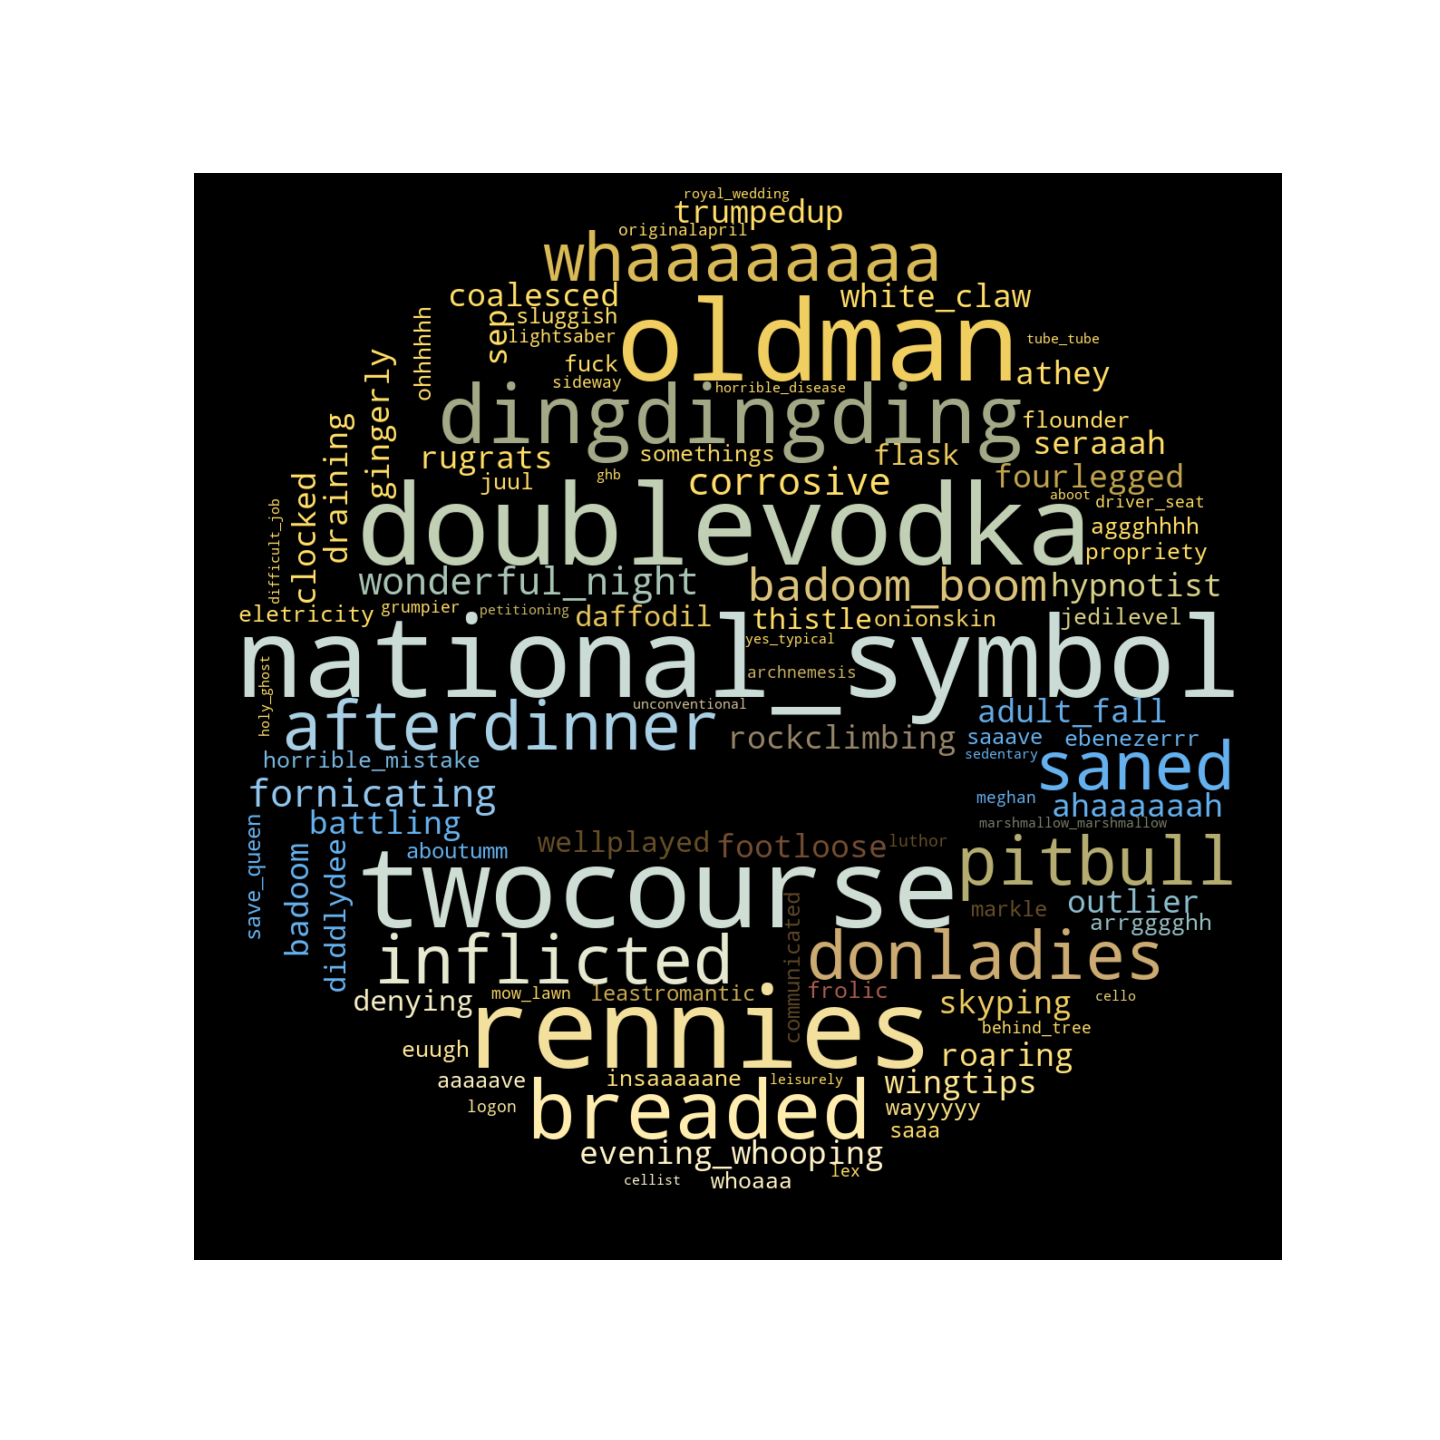 royal_wedding
trumpedup
originalapril
whaaaaaaaa
coalesced
white_claw
ohhhhhh
sep
sluggish
oldman
lightsaber
tube_tube
fuck
athey
sideway
horrible_disease
gingerly
dingdingding
draining
flounder
rugrats
somethings
flask
seraaah
clocked
juul
ghb
corrosive
fourlegged
difficult_job
doublevodka
aboot
driver_seat
aggghhhh
propriety
wonderful_night
badoom_boom
hypnotist
eletricity
grumpier
petitioning
daffodil
thistle
onionskin
jedilevel
national_symbol
yes_typical
archnemesis
holy_ghost
unconventional
afterdinner
rockclimbing
adult_fall
saaave
ebenezerrr
sedentary
horrible_mistake
saned
fornicating
meghan
ahaaaaaah
battling
marshmallow_marshmallow
save_queen
badoom
diddlydee
aboutumm
wellplayed
footloose
luthor
pitbull
twocourse
communicated
markle
outlier
arrgggghh
inflicted
donladies
denying
mow_lawn
leastromantic
frolic
skyping
cello
rennies
behind_tree
euugh
roaring
aaaaave
insaaaaane
leisurely
wingtips
logon
breaded
wayyyyy
saaa
evening_whooping
lex
cellist
whoaaa